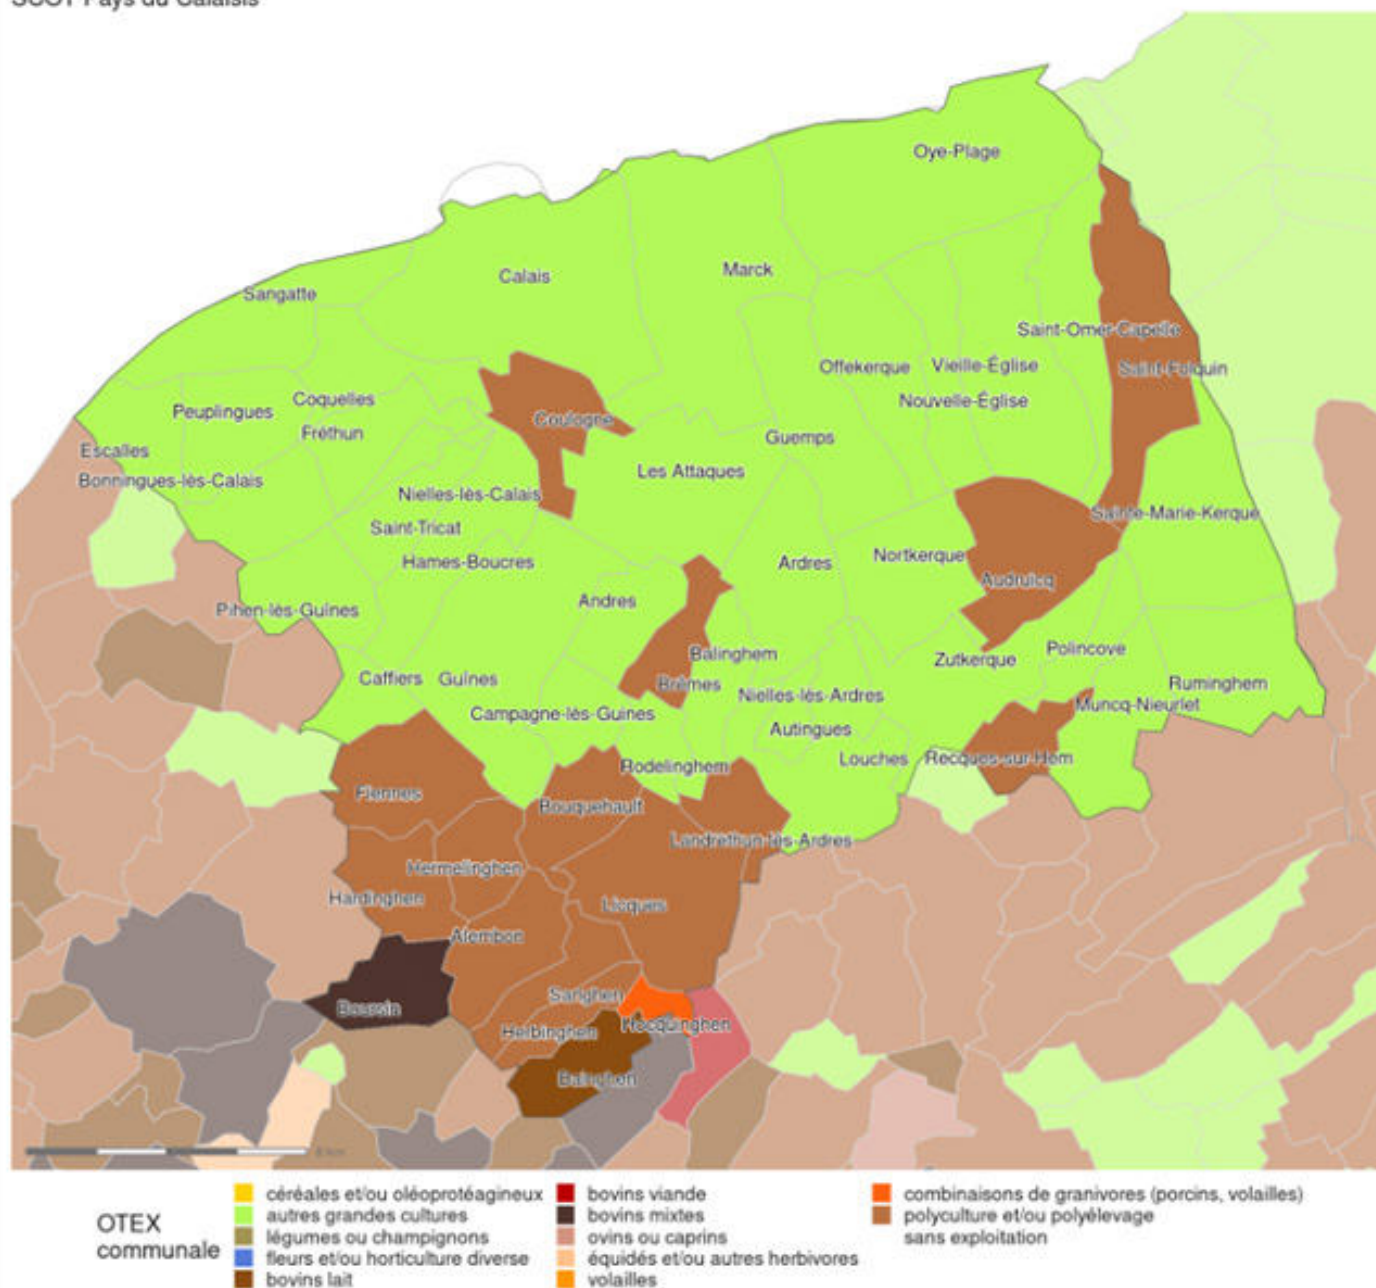 SCOT Pays du Calaisis
Oye-Plage
Calais
Marck
Sangatte
Saint-Omer-Capelle
Offekerque
Vieille-Église
Saint-Folquin
Peuplingues
Coquelles
Nouvelle-Église
Fréthun
Guemps
Escalles
Coulogne
Les Attaques
Bonningues-lès-Calais
Nielles-lès-Calais
Sainte-Marie-Kerque
Saint-Tricat
Hames-Boucres
Ardres
Nortkerque
Audruicq
Andres
Pihen-lès-Guînes
Balinghem
Zutkerque
Polincove
Caffiers
Guînes
Brêmes
Nielles-lès-Ardres
Ruminghem
Muncq-Nieurlet
Campagne-lès-Guines
Autingues
Louches
Recques-sur-Hem
Rodelinghem
Fiennes
Bouquehault
Landrethun-lès-Ardres
Hermelinghen
Hardinghen
Licques
Alembon
Sanghen
Boursin
Herbinghen
Hocquinghen
Bainghen
OTEX
communale
céréales et/ou oléoprotéagineux
autres grandes cultures
légumes ou champignons
fleurs et/ou horticulture diverse
bovins lait
bovins viande
bovins mixtes
ovins ou caprins
équidés et/ou autres herbivores
volailles
combinaisons de granivores (porcins, volailles)
polyculture et/ou polyélevage
sans exploitation